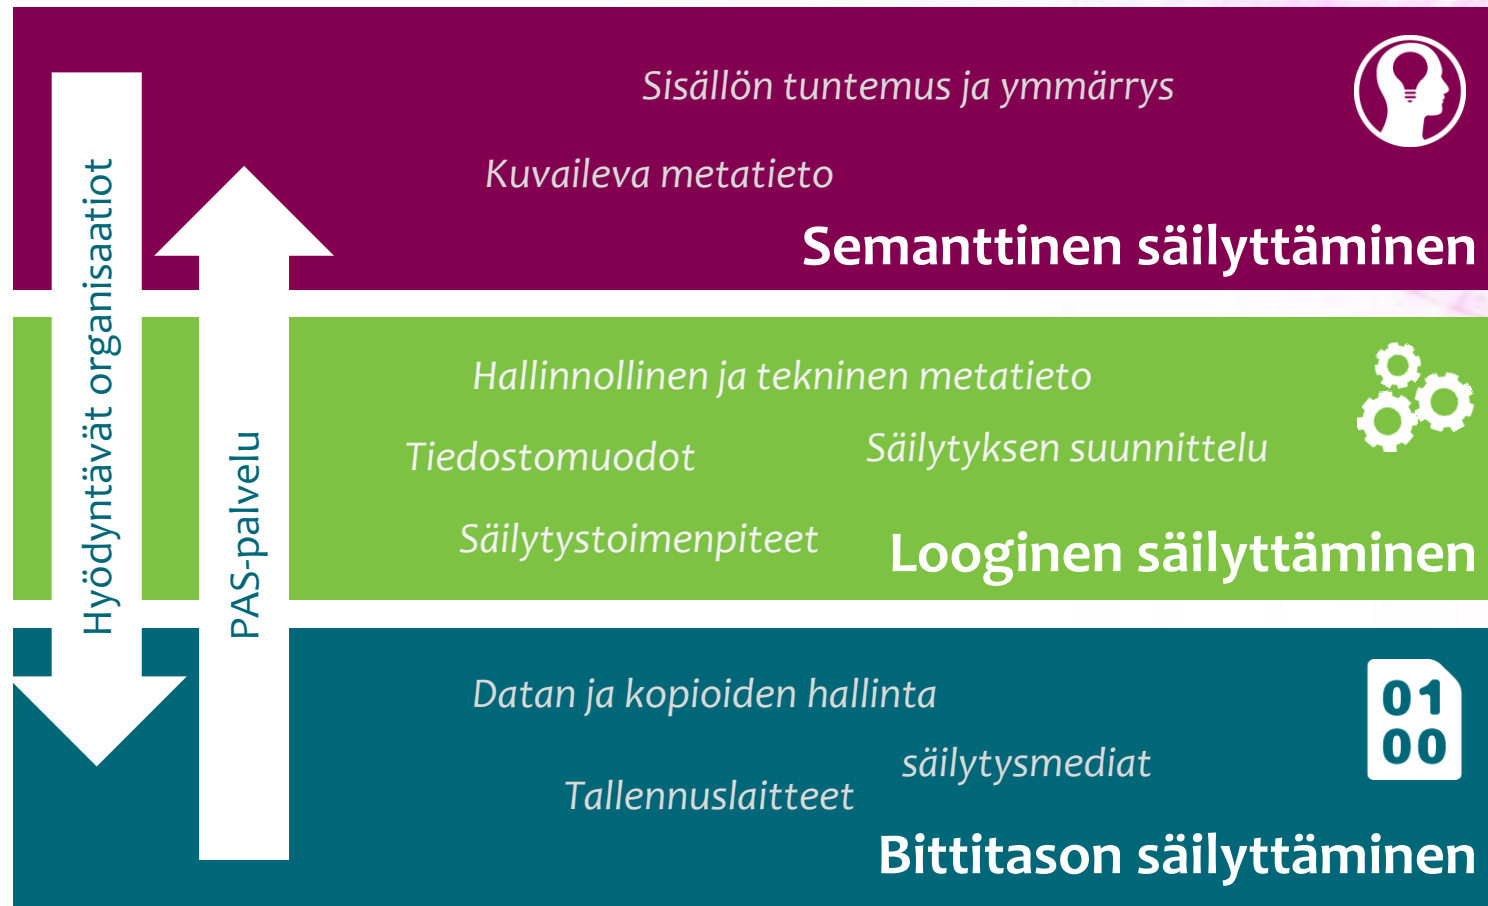 Sisällön tuntemus ja ymmärrys
Kuvaileva metatieto
Semanttinen säilyttäminen
Hyödyntävät organisaatiot
PAS-palvelu
Hallinnollinen ja tekninen metatieto
Tiedostomuodot
Säilytyksen suunnittelu
Säilytystoimenpiteet
Looginen säilyttäminen
Datan ja kopioiden hallinta
säilytysmediat
Tallennuslaitteet
01
00
Bittitason säilyttäminen